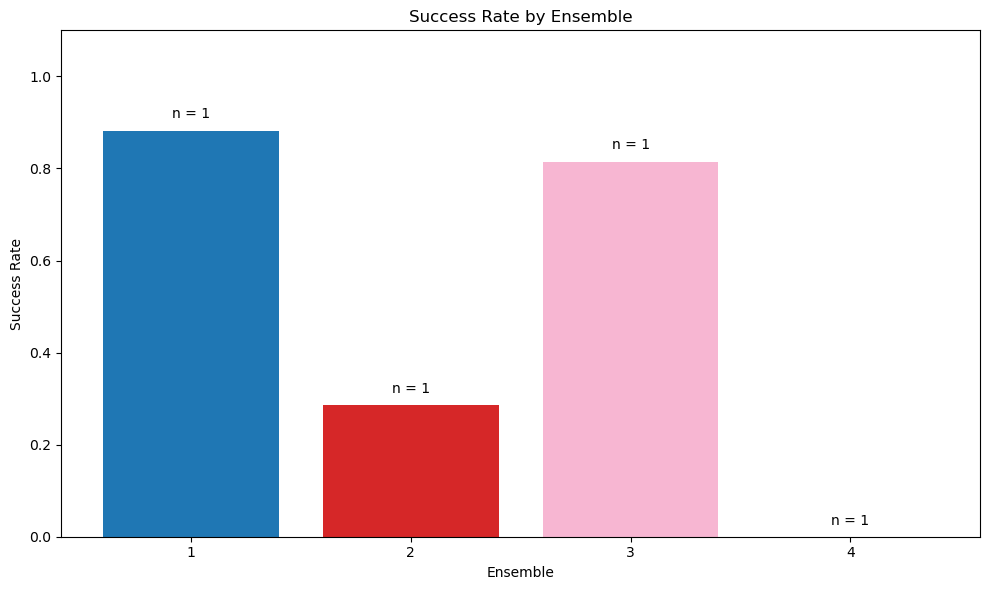 Success Rate by Ensemble
1.0
0.8
0.6
0.4
0.2
0.0
Success Rate
n = 1
n = 1
n = 1
n = 1
1
2
3
4
Ensemble